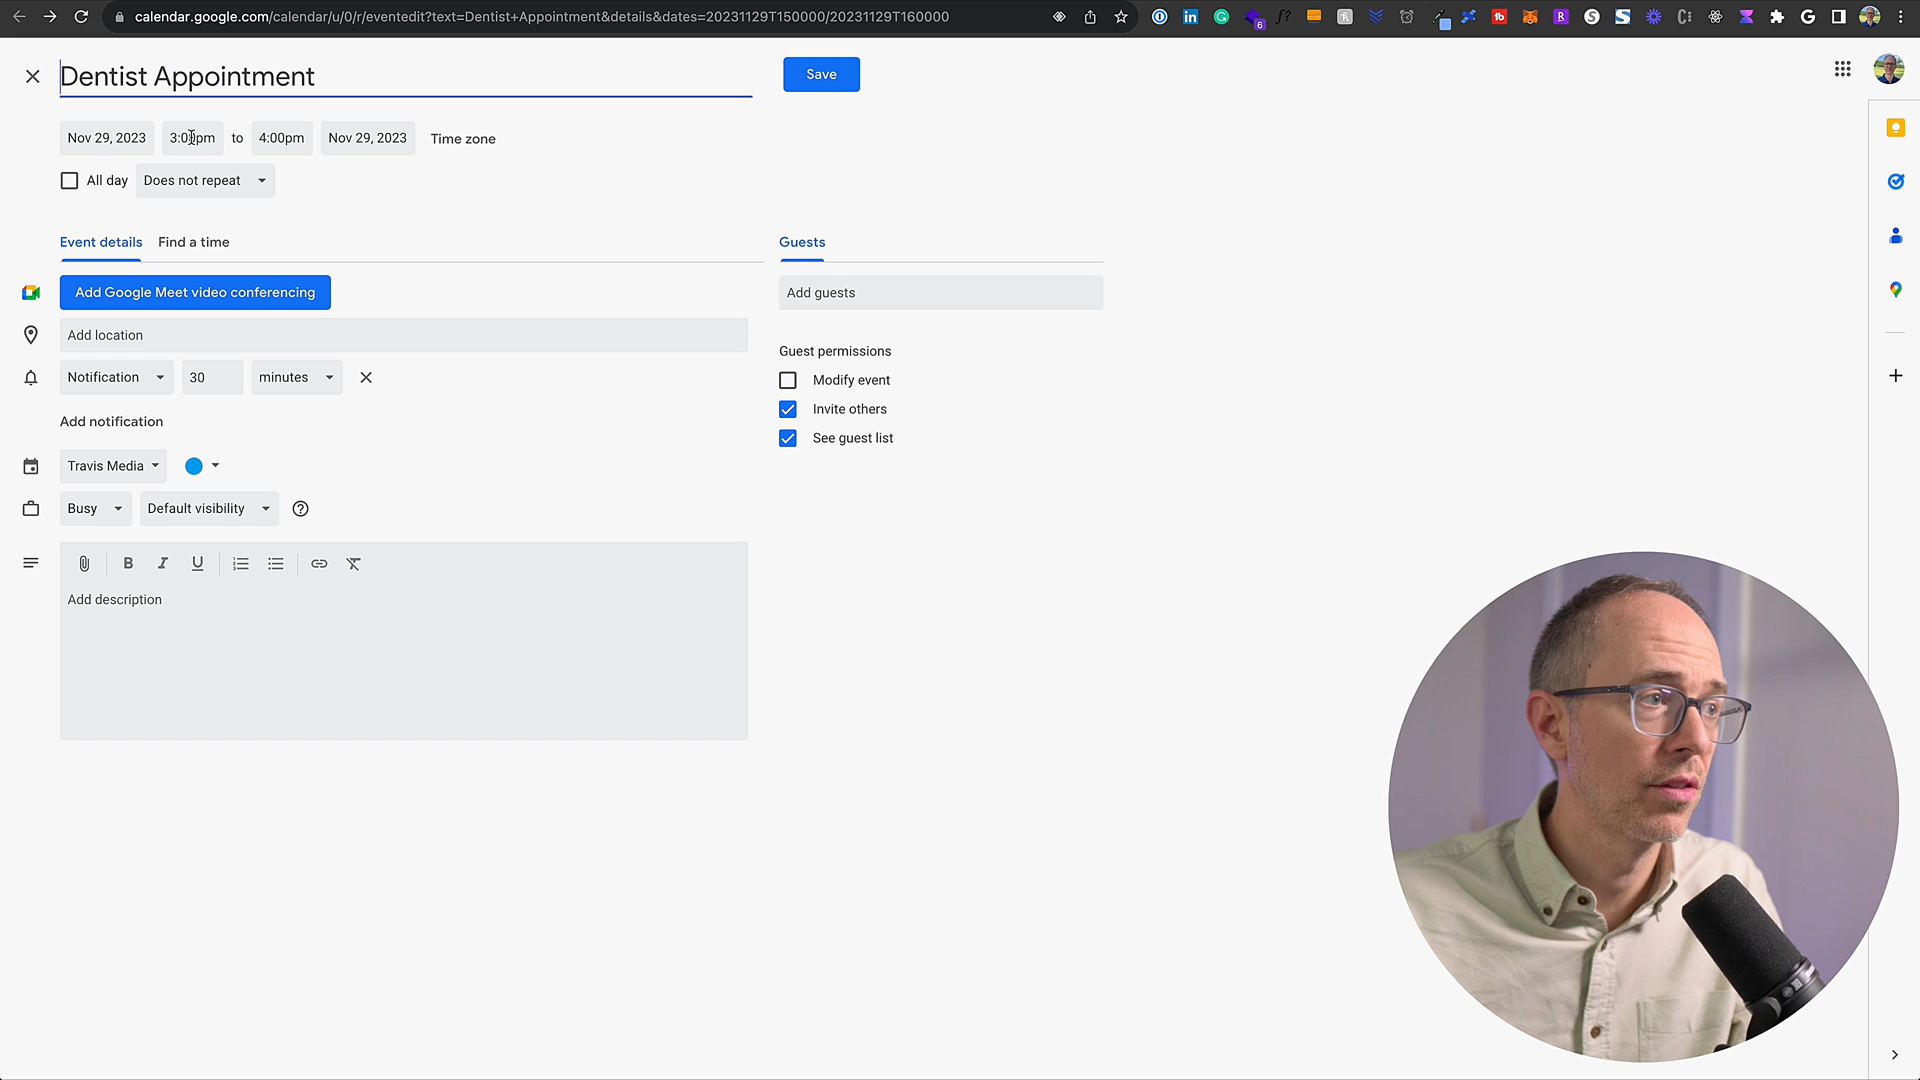 calendar.google.com/calendar/u/0/r/eventedit?text=Dentist+Appointment&details&dates=20231129T150000/20231129T160000
Dentist Appointment
Save
Nov 29, 2023 3:00pm to 4:00pm Nov 29, 2023 Time zone
All day Does not repeat
Event details Find a time
Guests
Add Google Meet video conferencing
Add guests
Add location
Guest permissions
Notification 30 minutes
Modify event
Invite others
Add notification
See guest list
Travis Media
Busy Default visibility
B I U
Add description